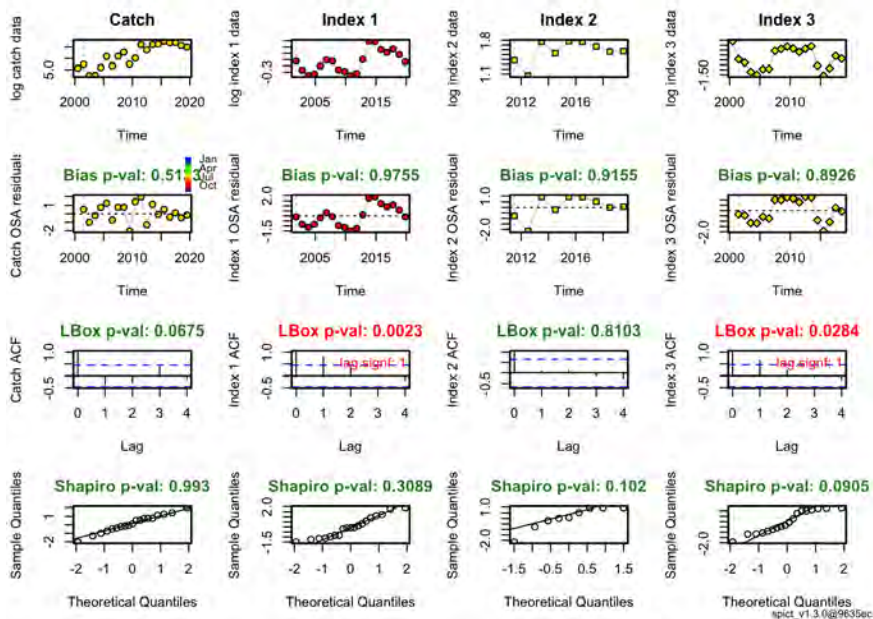 Catch Index 1 Index 2 Index 3
log catch data 5.0 2000 2010 2020 Time
log index 1 data -0.3 2005 2015 Time
log index 2 data 1.8 1.1 2012 2016 Time
log index 3 data -1.50 2000 2010 Time
Jan
Apr
Jul
Oct
Bias p-val: Bias p-val: 0.9755 Bias p-val: 0.9155 Bias p-val: 0.8926
Catch OSA residuals 1 -2 2000 2010 2020 Time
Index 1 OSA residual 2.0 -1.5 2005 2015 Time
Index 2 OSA residual 1.0 -2.0 2012 2016 Time
Index 3 OSA residual -2.0 2000 2010 Time
LBox p-val: 0.0675 LBox p-val: 0.0023 LBox p-val: 0.8103 LBox p-val: 0.0284
Catch ACF 1.0 -0.5 0 1 2 3 4 Lag
Index 1 ACF 1.0 -0.5 lag signf: 1 0 1 2 3 4 Lag
Index 2 ACF -0.5 0 1 2 3 4 Lag
Index 3 ACF 1.0 -0.5 lag signf: 1 0 1 2 3 4 Lag
Shapiro p-val: 0.993 Shapiro p-val: 0.3089 Shapiro p-val: 0.102 Shapiro p-val: 0.0905
Sample Quantiles 1 -2 -2 -1 0 1 2 Theoretical Quantiles
Sample Quantiles 2.0 -1.5 -2 -1 0 1 2 Theoretical Quantiles
Sample Quantiles 1.0 -2.0 -1.5 -0.5 0.5 1.5 Theoretical Quantiles
Sample Quantiles -2.0 -2 -1 0 1 2 Theoretical Quantiles